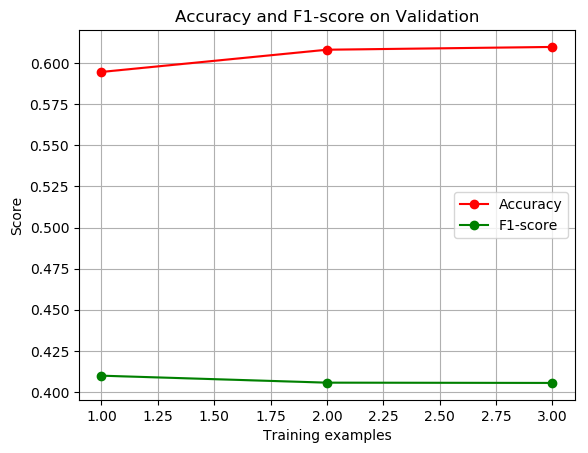 Accuracy and F1-score on Validation
0.600
0.575
0.550
0.525
0.500
0.475
0.450
0.425
0.400
Score
Accuracy
F1-score
1.00 1.25 1.50 1.75 2.00 2.25 2.50 2.75 3.00
Training examples